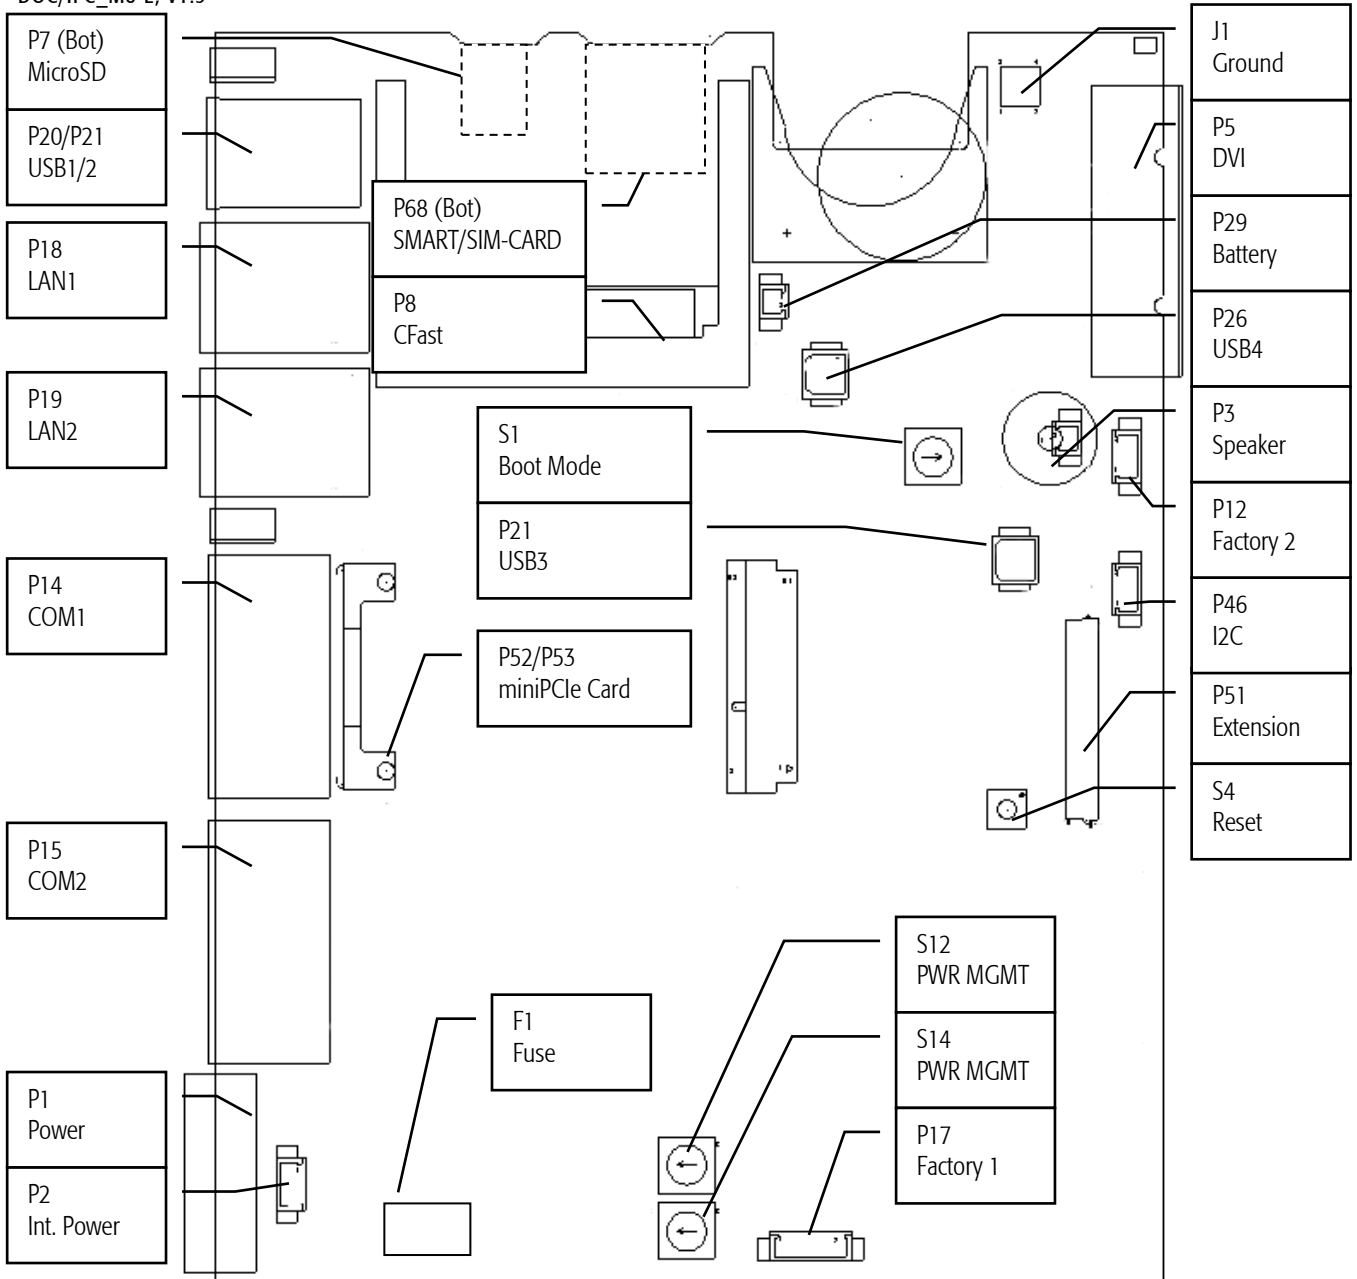 P7 (Bot)
MicroSD
P20/P21
USB1/2
P18
LAN1
P19
LAN2
P14
COM1
P15
COM2
P1
Power
P2
Int. Power
P68 (Bot)
SMART/SIM-CARD
P8
CFast
S1
Boot Mode
P21
USB3
P52/P53
miniPCIe Card
F1
Fuse
S12
PWR MGMT
S14
PWR MGMT
P17
Factory 1
J1
Ground
P5
DVI
P29
Battery
P26
USB4
P3
Speaker
P12
Factory 2
P46
I2C
P51
Extension
S4
Reset